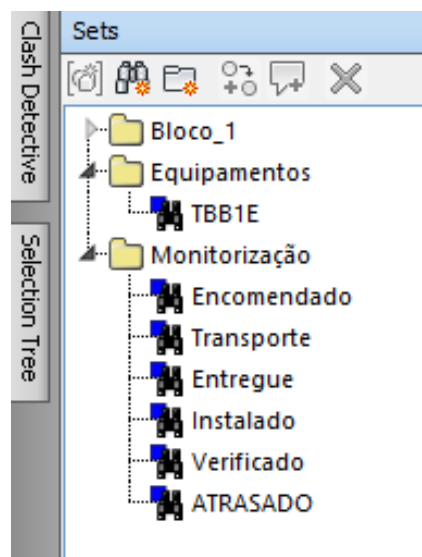 Sets
Clash Detective
Selection Tree
Bloco_1
Equipamentos
TBB1E
Monitorização
Encomendado
Transporte
Entregue
Instalado
Verificado
ATRASADO